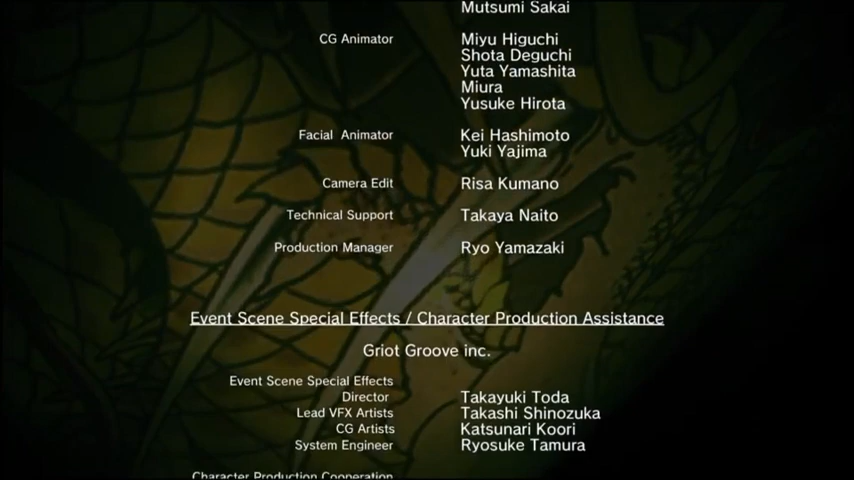 Mutsumi Sakai
CG Animator Miyu Higuchi
Shota Deguchi
Yuta Yamashita
Miura
Yusuke Hirota
Facial Animator Kei Hashimoto
Yuki Yajima
Camera Edit Risa Kumano
Technical Support Takaya Naito
Production Manager Ryo Yamazaki
Event Scene Special Effects / Character Production Assistance
Griot Groove inc.
Event Scene Special Effects
Director Takayuki Toda
Lead VFX Artists Takashi Shinozuka
CG Artists Katsunari Koori
System Engineer Ryosuke Tamura
Character Production Cooperation